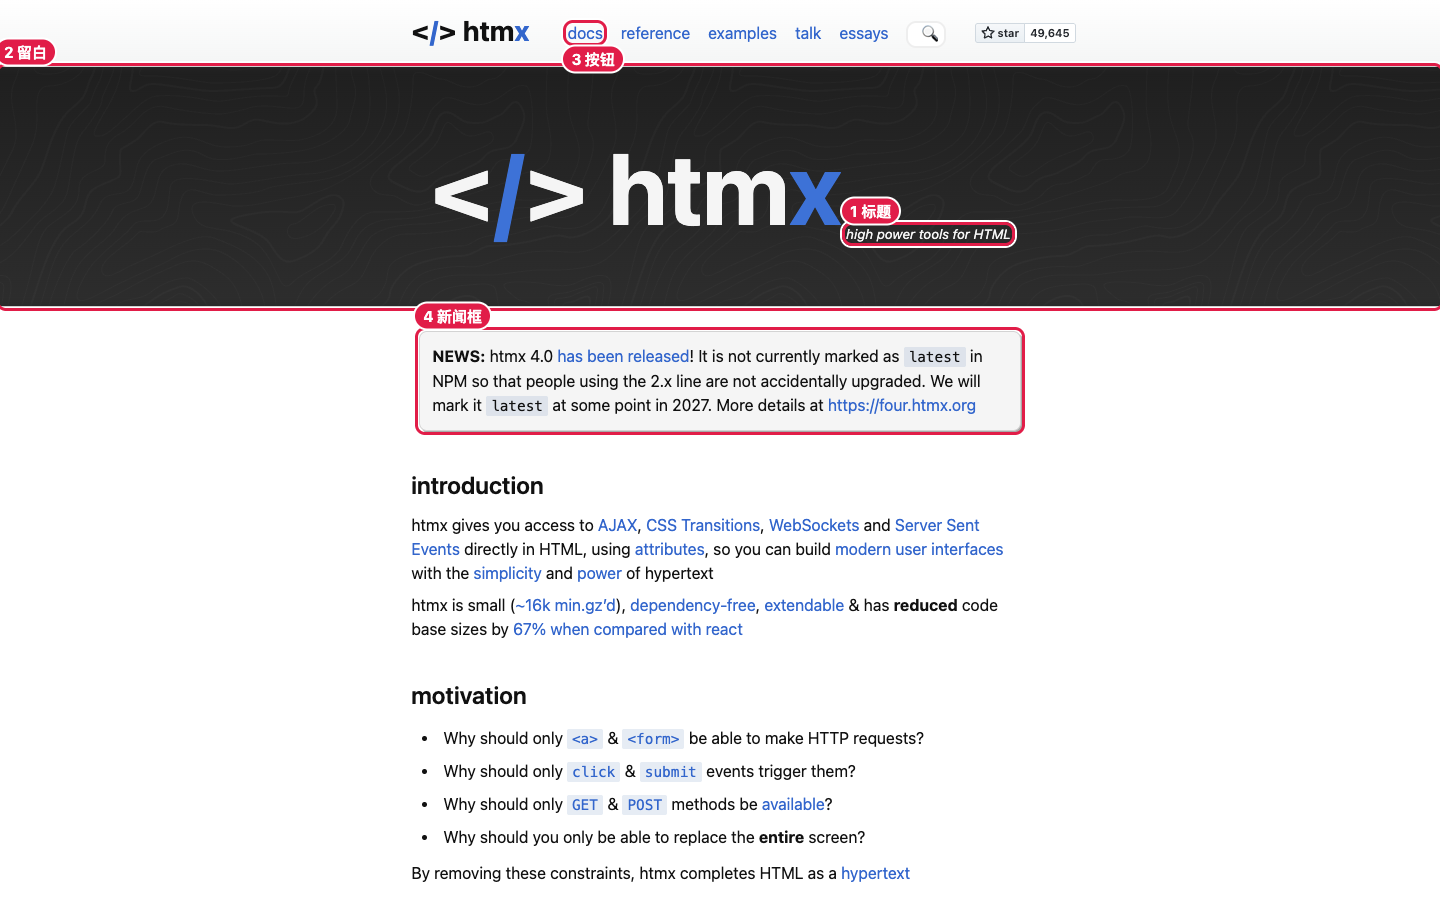 </> htmx
docs reference examples talk essays
star 49,645
2 留白
3 按钮
</> htmx
1 标题
high power tools for HTML
4 新闻框
NEWS: htmx 4.0 has been released! It is not currently marked as latest in
NPM so that people using the 2.x line are not accidentally upgraded. We will
mark it latest at some point in 2027. More details at https://four.htmx.org
introduction
htmx gives you access to AJAX, CSS Transitions, WebSockets and Server Sent
Events directly in HTML, using attributes, so you can build modern user interfaces
with the simplicity and power of hypertext
htmx is small (~16k min.gz’d), dependency-free, extendable & has reduced code
base sizes by 67% when compared with react
motivation
• Why should only <a> & <form> be able to make HTTP requests?
• Why should only click & submit events trigger them?
• Why should only GET & POST methods be available?
• Why should you only be able to replace the entire screen?
By removing these constraints, htmx completes HTML as a hypertext